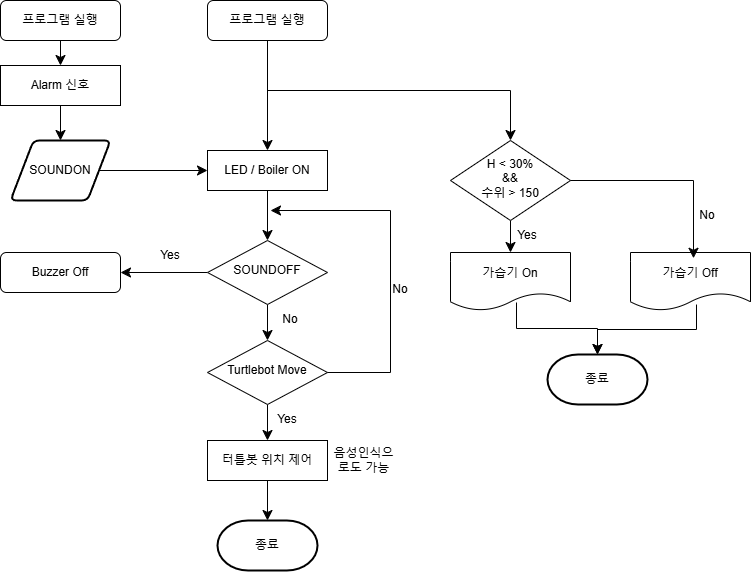 프로그램 실행
프로그램 실행
Alarm 신호
SOUNDON
LED / Boiler ON
H < 30%
&&
수위 > 150
No
Yes
Yes
Buzzer Off
SOUNDOFF
가습기 On
가습기 Off
No
No
Turtlebot Move
종료
Yes
터틀봇 위치 제어
음성인식으
로도 가능
종료